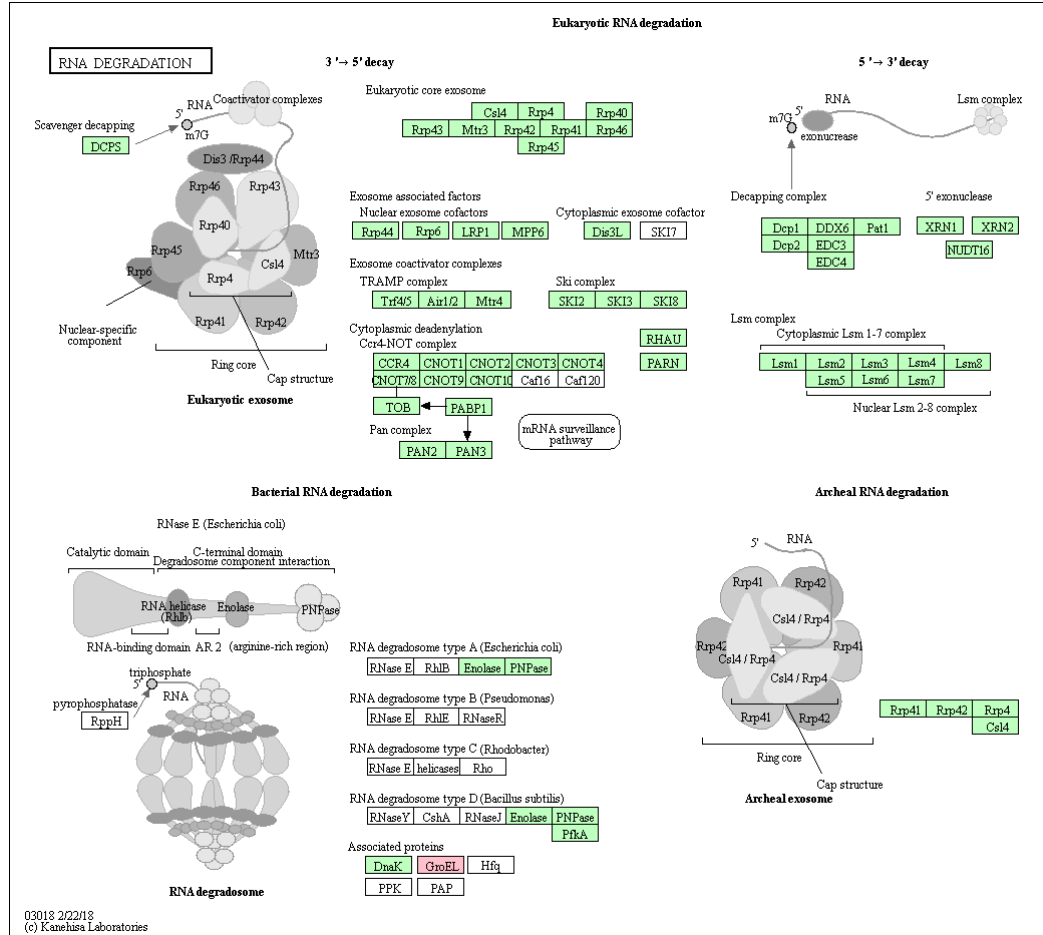 Eukaryotic RNA degradation
RNA DEGRADATION
3'→ 5' decay
5'→ 3' decay
5'
RNA
Coactivator complexes
m7G
Scavenger decapping
DCPS
Dis3 /Rrp44
Rrp46
Rrp43
Rrp40
Rrp45
Csl4
Mtr3
Rrp6
Rrp4
Rrp41
Rrp42
Nuclear-specific
component
Ring core
Cap structure
Eukaryotic exosome
Eukaryotic core exosome
Csl4 Rrp4 Rrp40
Rrp43 Mtr3 Rrp42 Rrp41 Rrp46
Rrp45
Exosome associated factors
Nuclear exosome cofactors
Rrp44 Rrp6 LRP1 MPP6
Cytoplasmic exosome cofactor
Dis3L SKI7
Exosome coactivator complexes
TRAMP complex
Trf4/5 Air1/2 Mtr4
Ski complex
SKI2 SKI3 SKI8
Cytoplasmic deadenylation
Ccr4-NOT complex
CCR4 CNOT1 CNOT2 CNOT3 CNOT4
CNOT7/8 CNOT9 CNOT10 Caf16 Caf120
RHAU
PARN
TOB
PABP1
Pan complex
PAN2 PAN3
mRNA surveillance
pathway
m7G
5'
RNA
exonucrease
Lsm complex
Decapping complex
Dcp1 DDX6 Pat1
Dcp2 EDC3
EDC4
5' exonuclease
XRN1 XRN2
NUDT16
Lsm complex
Cytoplasmic Lsm 1-7 complex
Lsm1 Lsm2 Lsm3 Lsm4 Lsm8
Lsm5 Lsm6 Lsm7
Nuclear Lsm 2-8 complex
Bacterial RNA degradation
RNase E (Escherichia coli)
Catalytic domain
C-terminal domain
Degradosome component interaction
RNA helicase
(Rhlb)
Enolase
PNPase
RNA-binding domain
AR 2
(arginine-rich region)
triphosphate
5'
RNA
pyrophosphatase
RppH
RNA degradosome
RNA degradosome type A (Escherichia coli)
RNase E RhlB Enolase PNPase
RNA degradosome type B (Pseudomonas)
RNase E RhlE RNaseR
RNA degradosome type C (Rhodobacter)
RNase E helicases Rho
RNA degradosome type D (Bacillus subtilis)
RNaseY CshA RNaseJ Enolase PNPase
PfkA
Associated proteins
DnaK GroEL Hfq
PPK PAP
Archeal RNA degradation
5'
RNA
Rrp41
Rrp42
Csl4 / Rrp4
Rrp42
Csl4 / Rrp4
Rrp41
Csl4 / Rrp4
Rrp41
Rrp42
Ring core
Cap structure
Archeal exosome
Rrp41 Rrp42 Rrp4
Csl4
03018 2/22/18
(c) Kanehisa Laboratories